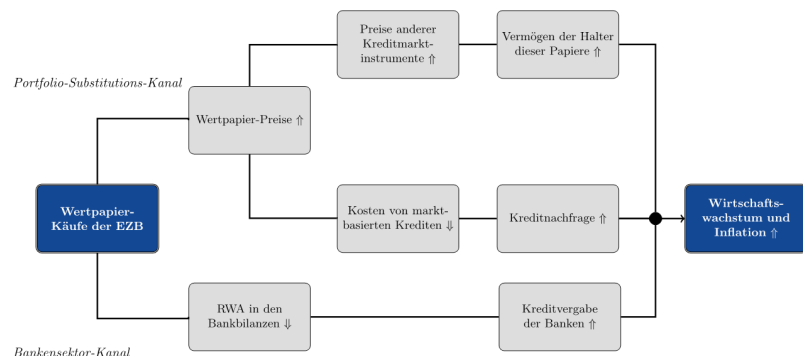 Preise anderer
Kreditmarkt-
instrumente ⇑
Vermögen der Halter
dieser Papiere ⇑
Portfolio-Substitutions-Kanal
Wertpapier-Preise ⇑
Wertpapier-
Käufe der EZB
Kosten von markt-
basierten Krediten ⇓
Kreditnachfrage ⇑
Wirtschafts-
wachstum und
Inflation ⇑
RWA in den
Bankbilanzen ⇓
Kreditvergabe
der Banken ⇑
Bankensektor-Kanal